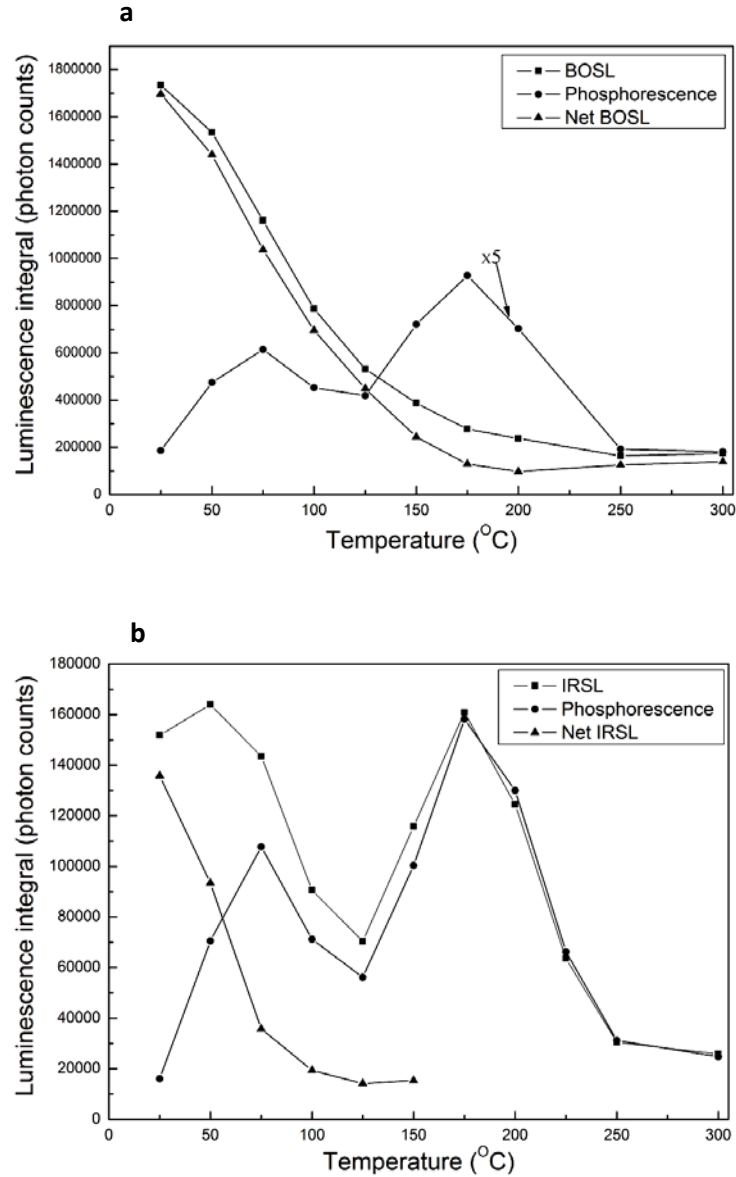 a
Luminescence integral (photon counts)
1800000
1600000
1400000
1200000
1000000
800000
600000
400000
200000
0
BOSL
Phosphorescence
Net BOSL
x5
0 50 100 150 200 250 300
Temperature (OC)
b
Luminescence integral (photon counts)
180000
160000
140000
120000
100000
80000
60000
40000
20000
0
IRSL
Phosphorescence
Net IRSL
0 50 100 150 200 250 300
Temperature (OC)